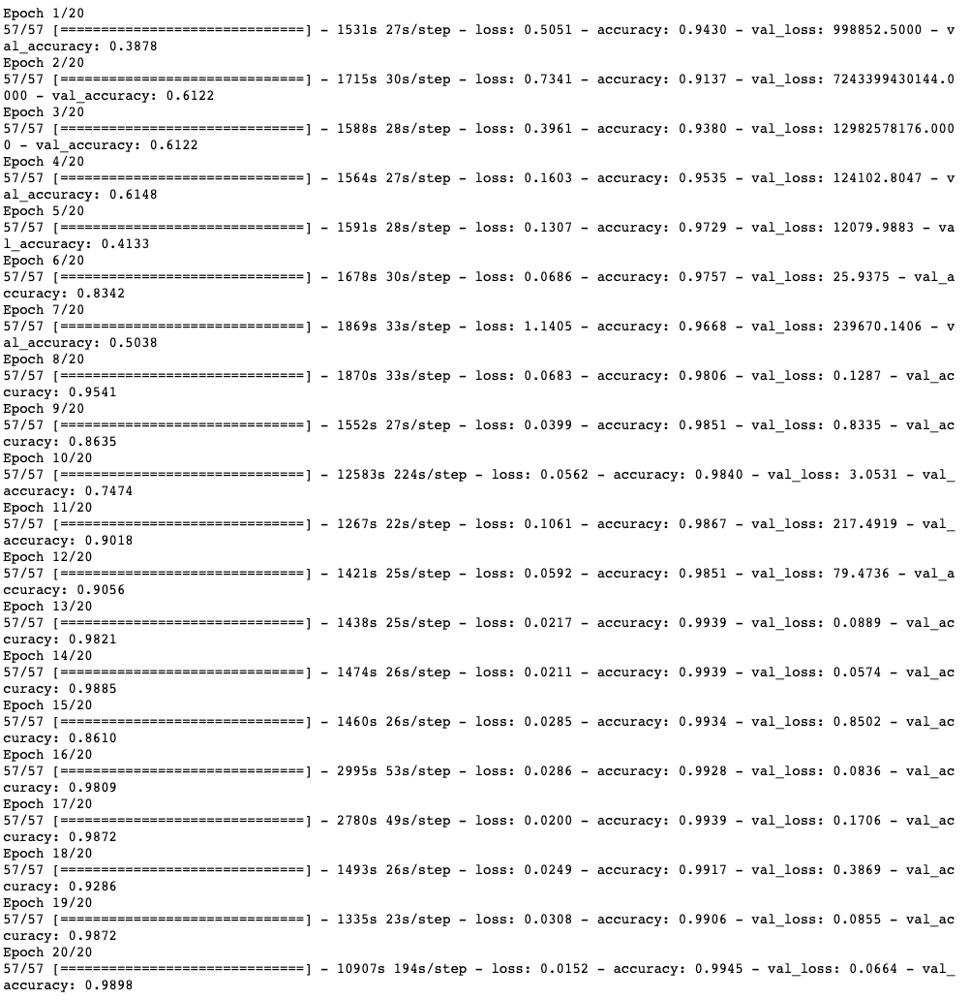 Epoch 1/20
57/57 [==============================] - 1531s 27s/step - loss: 0.5051 - accuracy: 0.9430 - val_loss: 998852.5000 - v
al_accuracy: 0.3878
Epoch 2/20
57/57 [==============================] - 1715s 30s/step - loss: 0.7341 - accuracy: 0.9137 - val_loss: 7243399430144.0
000 - val_accuracy: 0.6122
Epoch 3/20
57/57 [==============================] - 1588s 28s/step - loss: 0.3961 - accuracy: 0.9380 - val_loss: 12982578176.000
0 - val_accuracy: 0.6122
Epoch 4/20
57/57 [==============================] - 1564s 27s/step - loss: 0.1603 - accuracy: 0.9535 - val_loss: 124102.8047 - v
al_accuracy: 0.6148
Epoch 5/20
57/57 [==============================] - 1591s 28s/step - loss: 0.1307 - accuracy: 0.9729 - val_loss: 12079.9883 - va
l_accuracy: 0.4133
Epoch 6/20
57/57 [==============================] - 1678s 30s/step - loss: 0.0686 - accuracy: 0.9757 - val_loss: 25.9375 - val_a
ccuracy: 0.8342
Epoch 7/20
57/57 [==============================] - 1869s 33s/step - loss: 1.1405 - accuracy: 0.9668 - val_loss: 239670.1406 - v
al_accuracy: 0.5038
Epoch 8/20
57/57 [==============================] - 1870s 33s/step - loss: 0.0683 - accuracy: 0.9806 - val_loss: 0.1287 - val_ac
curacy: 0.9541
Epoch 9/20
57/57 [==============================] - 1552s 27s/step - loss: 0.0399 - accuracy: 0.9851 - val_loss: 0.8335 - val_ac
curacy: 0.8635
Epoch 10/20
57/57 [==============================] - 12583s 224s/step - loss: 0.0562 - accuracy: 0.9840 - val_loss: 3.0531 - val_
accuracy: 0.7474
Epoch 11/20
57/57 [==============================] - 1267s 22s/step - loss: 0.1061 - accuracy: 0.9867 - val_loss: 217.4919 - val_
accuracy: 0.9018
Epoch 12/20
57/57 [==============================] - 1421s 25s/step - loss: 0.0592 - accuracy: 0.9851 - val_loss: 79.4736 - val_a
ccuracy: 0.9056
Epoch 13/20
57/57 [==============================] - 1438s 25s/step - loss: 0.0217 - accuracy: 0.9939 - val_loss: 0.0889 - val_ac
curacy: 0.9821
Epoch 14/20
57/57 [==============================] - 1474s 26s/step - loss: 0.0211 - accuracy: 0.9939 - val_loss: 0.0574 - val_ac
curacy: 0.9885
Epoch 15/20
57/57 [==============================] - 1460s 26s/step - loss: 0.0285 - accuracy: 0.9934 - val_loss: 0.8502 - val_ac
curacy: 0.8610
Epoch 16/20
57/57 [==============================] - 2995s 53s/step - loss: 0.0286 - accuracy: 0.9928 - val_loss: 0.0836 - val_ac
curacy: 0.9809
Epoch 17/20
57/57 [==============================] - 2780s 49s/step - loss: 0.0200 - accuracy: 0.9939 - val_loss: 0.1706 - val_ac
curacy: 0.9872
Epoch 18/20
57/57 [==============================] - 1493s 26s/step - loss: 0.0249 - accuracy: 0.9917 - val_loss: 0.3869 - val_ac
curacy: 0.9286
Epoch 19/20
57/57 [==============================] - 1335s 23s/step - loss: 0.0308 - accuracy: 0.9906 - val_loss: 0.0855 - val_ac
curacy: 0.9872
Epoch 20/20
57/57 [==============================] - 10907s 194s/step - loss: 0.0152 - accuracy: 0.9945 - val_loss: 0.0664 - val_
accuracy: 0.9898